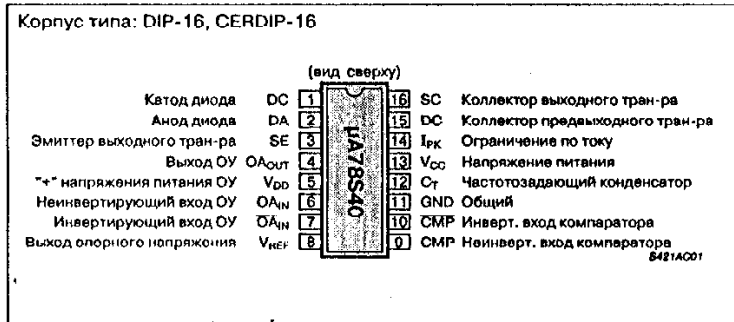 Корпус типа: DIP-16, CERDIP-16
(вид сверху)
Катод диода DC 1
Анод диода DA 2
Эмиттер выходного тран-ра SE 3
Выход ОУ OAOUT 4
"+" напряжения питания ОУ VDD 5
Неинвертирующий вход ОУ OAIN 6
Инвертирующий вход ОУ OAIN 7
Выход опорного напряжения VREF 8
μA78S40
16 SC Коллектор выходного тран-ра
15 DC Коллектор предвыходного тран-ра
14 IPK Ограничение по току
13 VCC Напряжение питания
12 CT Частотозадающий конденсатор
11 GND Общий
10 CMP Инверт. вход компаратора
9 CMP Неинверт. вход компаратора
S421AC01